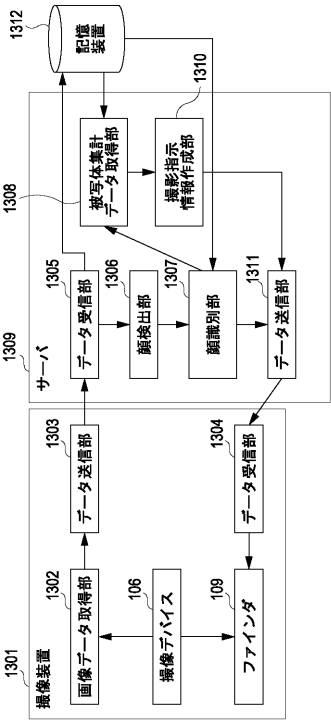 1301
撮像装置
1302
画像データ取得部
1303
データ送信部
106
撮像デバイス
109
ファインダ
1304
データ受信部
1309
サーバ
1305
データ受信部
1306
顔検出部
1307
顔識別部
1311
データ送信部
1308
被写体集計
データ取得部
1310
撮影指示
情報作成部
1312
記憶
装置